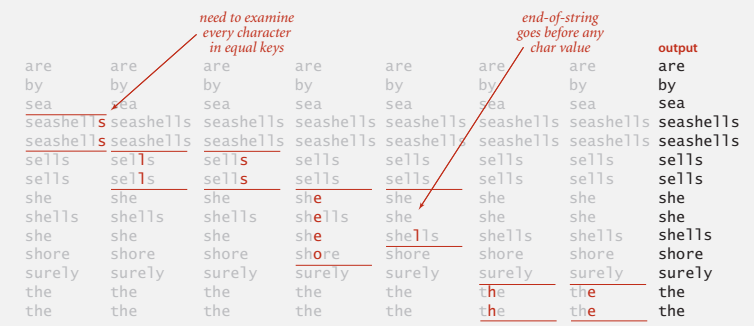 need to examine
every character
in equal keys
end-of-string
goes before any
char value
output
are are are are are are are are
by by by by by by by by
sea sea sea sea sea sea sea sea
seashells seashells seashells seashells seashells seashells seashells seashells
seashells seashells seashells seashells seashells seashells seashells seashells
sells sells sells sells sells sells sells sells
sells sells sells sells sells sells sells sells
she she she she she she she she
shells shells shells shells she she she she
she she she she shells shells shells shells
shore shore shore shore shore shore shore shore
surely surely surely surely surely surely surely surely
the the the the the the the the
the the the the the the the the